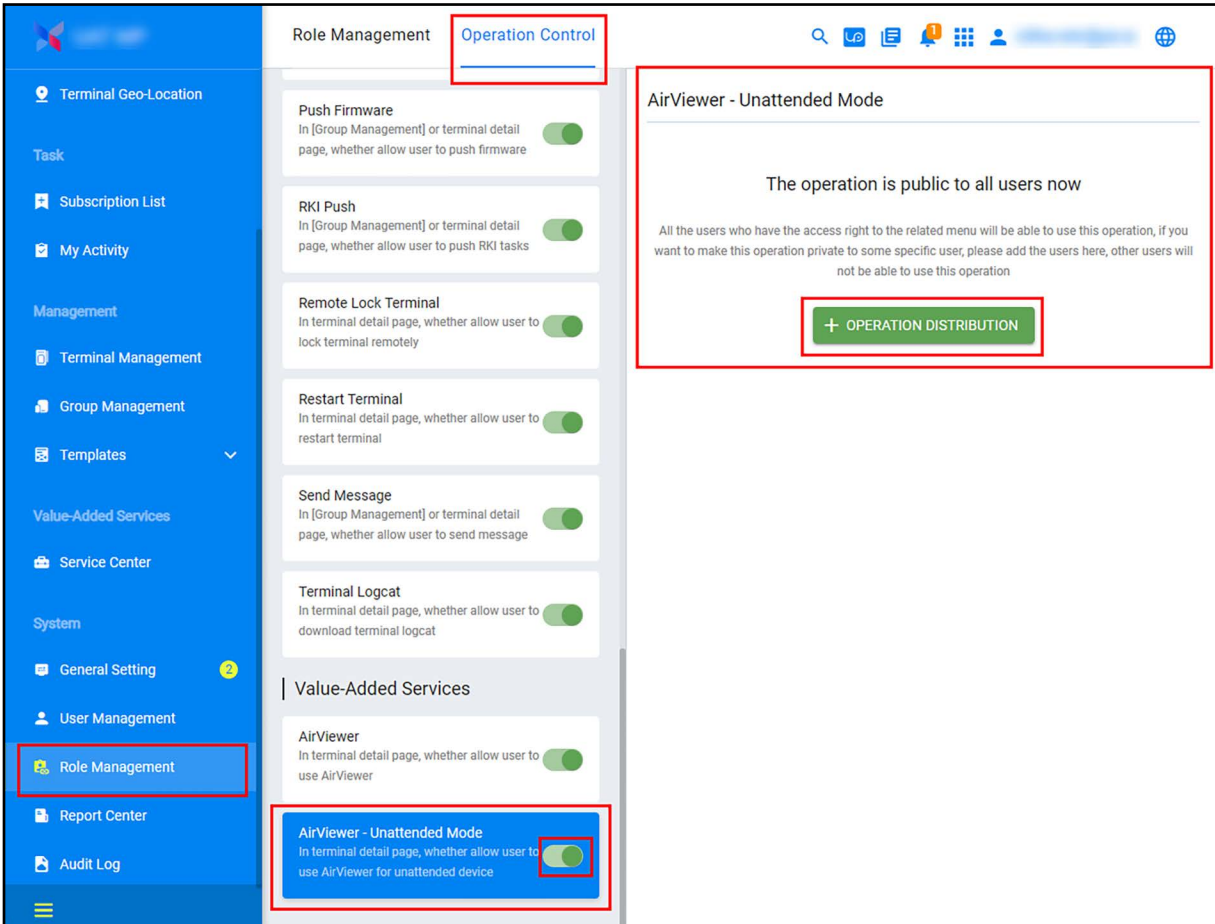 Role Management
Operation Control
1
Terminal Geo-Location
Task
Subscription List
My Activity
Management
Terminal Management
Group Management
Templates
Value-Added Services
Service Center
System
General Setting
2
User Management
Role Management
Report Center
Audit Log
Push Firmware
In [Group Management] or terminal detail
page, whether allow user to push firmware
RKI Push
In [Group Management] or terminal detail
page, whether allow user to push RKI tasks
Remote Lock Terminal
In terminal detail page, whether allow user to
lock terminal remotely
Restart Terminal
In terminal detail page, whether allow user to
restart terminal
Send Message
In [Group Management] or terminal detail
page, whether allow user to send message
Terminal Logcat
In terminal detail page, whether allow user to
download terminal logcat
Value-Added Services
AirViewer
In terminal detail page, whether allow user to
use AirViewer
AirViewer - Unattended Mode
In terminal detail page, whether allow user to
use AirViewer for unattended device
AirViewer - Unattended Mode
The operation is public to all users now
All the users who have the access right to the related menu will be able to use this operation, if you
want to make this operation private to some specific user, please add the users here, other users will
not be able to use this operation
+ OPERATION DISTRIBUTION